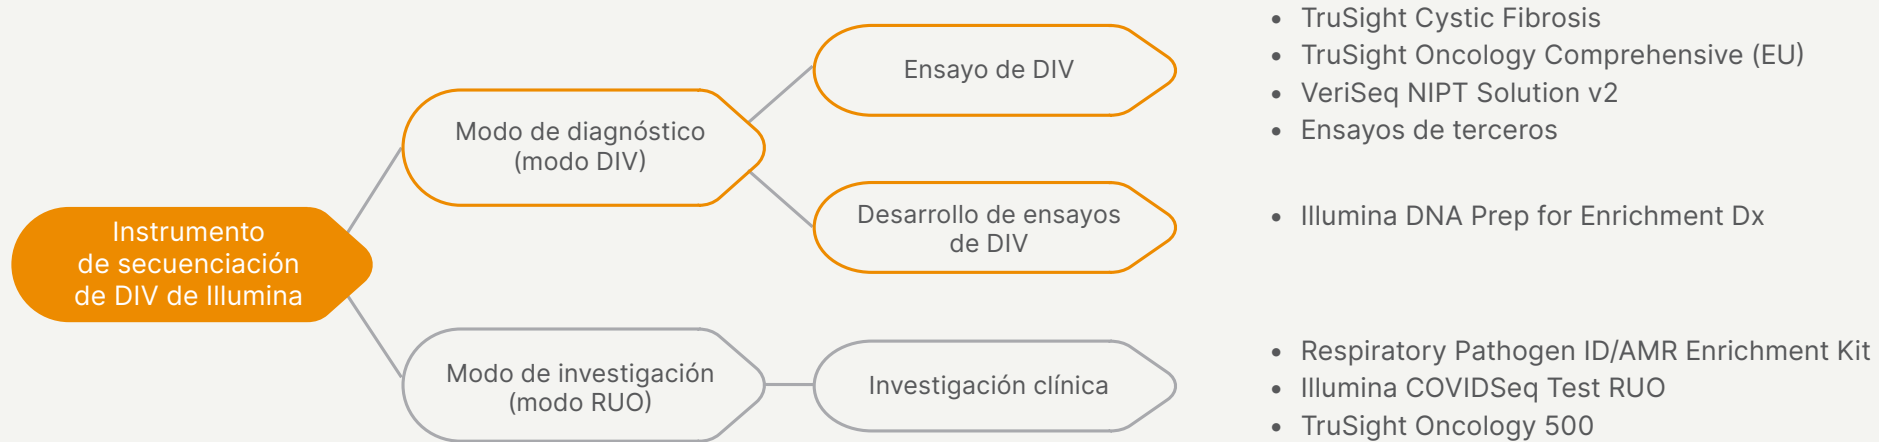 Instrumento
de secuenciación
de DIV de Illumina
Modo de diagnóstico
(modo DIV)
Ensayo de DIV
• TruSight Cystic Fibrosis
• TruSight Oncology Comprehensive (EU)
• VeriSeq NIPT Solution v2
• Ensayos de terceros
Desarrollo de ensayos
de DIV
• Illumina DNA Prep for Enrichment Dx
Modo de investigación
(modo RUO)
Investigación clínica
• Respiratory Pathogen ID/AMR Enrichment Kit
• Illumina COVIDSeq Test RUO
• TruSight Oncology 500